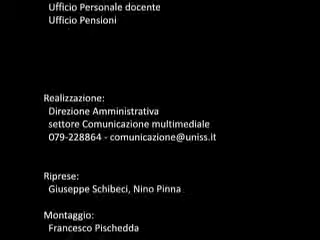 Ufficio Personale docente
Ufficio Pensioni
Realizzazione:
Direzione Amministrativa
settore Comunicazione multimediale
079-228864 - comunicazione@uniss.it
Riprese:
Giuseppe Schibeci, Nino Pinna
Montaggio:
Francesco Pischedda